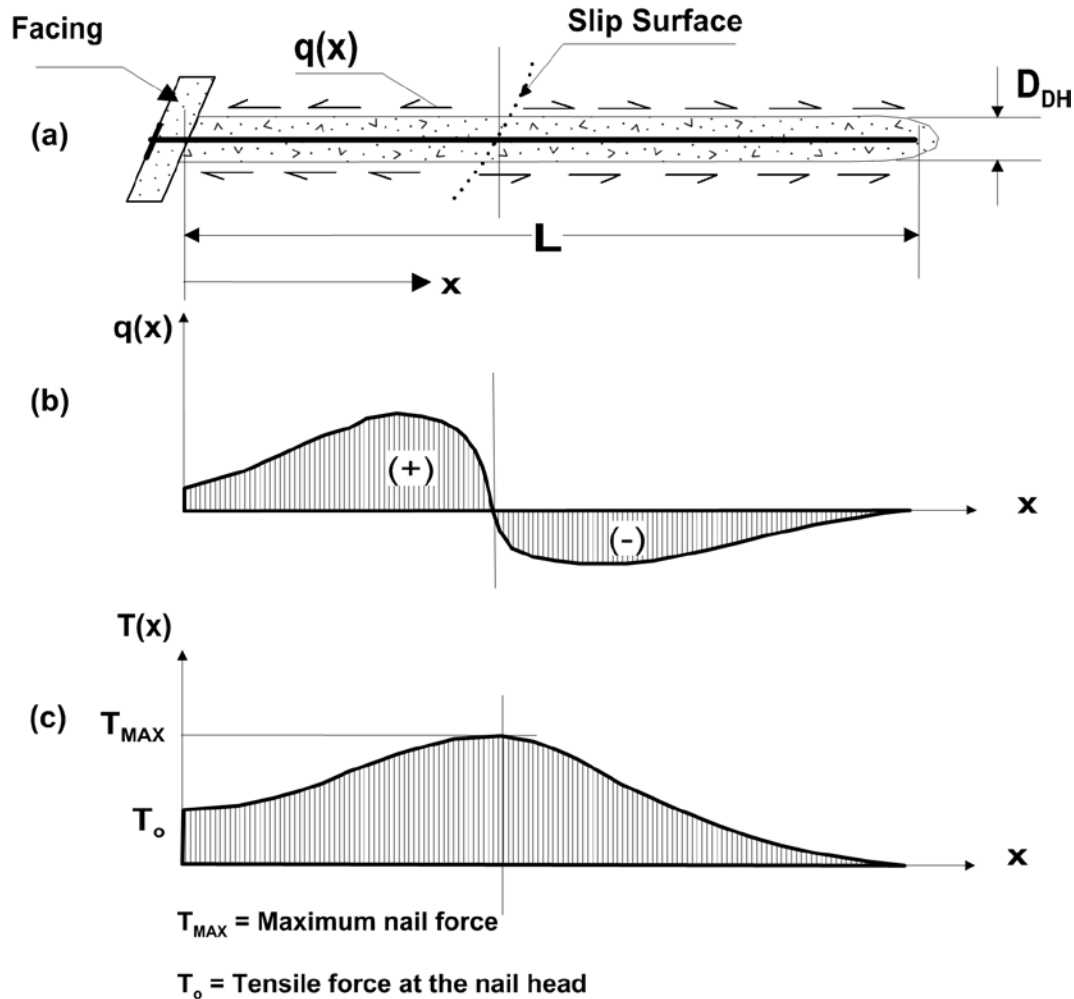 Facing
q(x)
Slip Surface
D_DH
(a)
L
x
q(x)
(b)
(+)
(-)
x
T(x)
(c)
T_MAX
T_o
x
T_MAX = Maximum nail force
T_o = Tensile force at the nail head